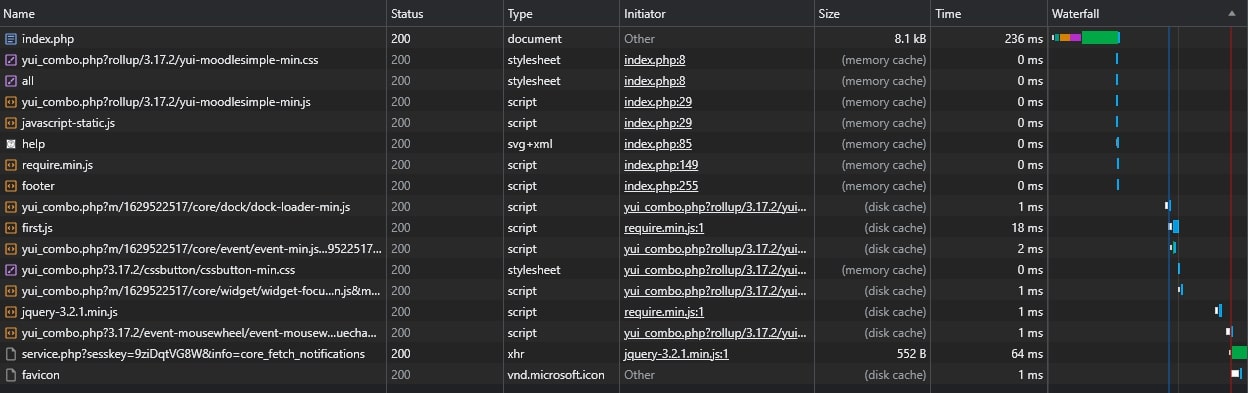 Name Status Type Initiator Size Time Waterfall
index.php 200 document Other 8.1 kB 236 ms
yui_combo.php?rollup/3.17.2/yui-moodlesimple-min.css 200 stylesheet index.php:8 (memory cache) 0 ms
all 200 stylesheet index.php:8 (memory cache) 0 ms
yui_combo.php?rollup/3.17.2/yui-moodlesimple-min.js 200 script index.php:29 (memory cache) 0 ms
javascript-static.js 200 script index.php:29 (memory cache) 0 ms
help 200 svg+xml index.php:85 (memory cache) 0 ms
require.min.js 200 script index.php:149 (memory cache) 0 ms
footer 200 script index.php:255 (memory cache) 0 ms
yui_combo.php?m/1629522517/core/dock/dock-loader-min.js 200 script yui_combo.php?rollup/3.17.2/yui... (disk cache) 1 ms
first.js 200 script require.min.js:1 (disk cache) 18 ms
yui_combo.php?m/1629522517/core/event/event-min.js...9522517... 200 script yui_combo.php?rollup/3.17.2/yui... (disk cache) 2 ms
yui_combo.php?3.17.2/cssbutton/cssbutton-min.css 200 stylesheet yui_combo.php?rollup/3.17.2/yui... (memory cache) 0 ms
yui_combo.php?m/1629522517/core/widget/widget-focu...n.js&m... 200 script yui_combo.php?rollup/3.17.2/yui... (disk cache) 1 ms
jquery-3.2.1.min.js 200 script require.min.js:1 (disk cache) 1 ms
yui_combo.php?3.17.2/event-mousewheel/event-mousew...uecha... 200 script yui_combo.php?rollup/3.17.2/yui... (disk cache) 1 ms
service.php?sesskey=9ziDqtVG8W&info=core_fetch_notifications 200 xhr jquery-3.2.1.min.js:1 552 B 64 ms
favicon 200 vnd.microsoft.icon Other (disk cache) 1 ms